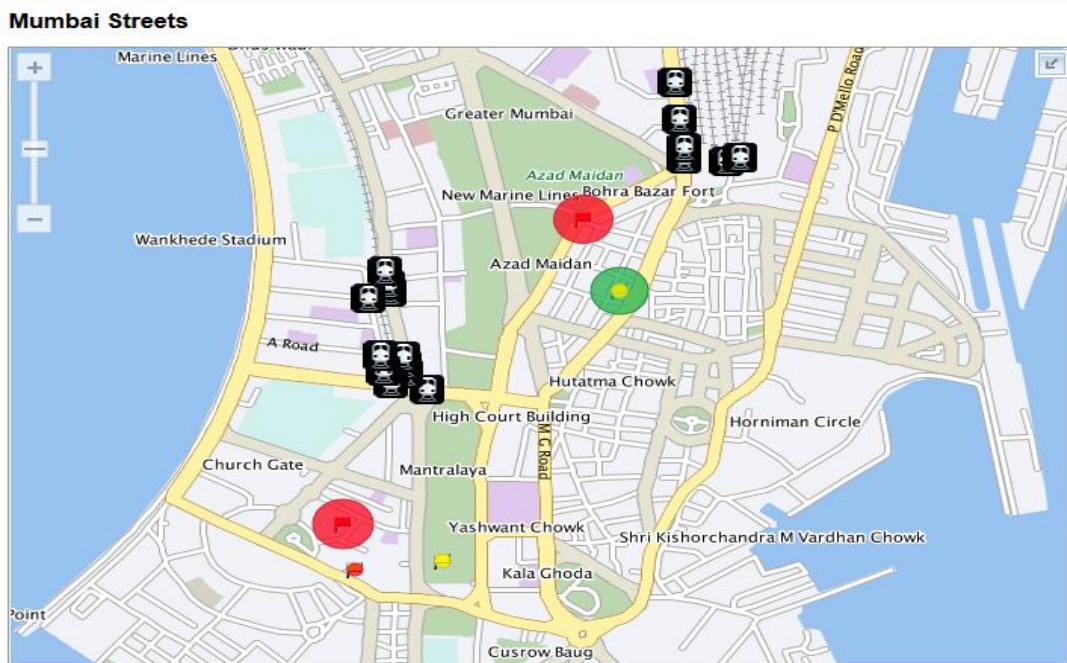 Mumbai Streets
Marine Lines
Greater Mumbai
P D'Mello Road
Azad Maidan
New Marine Lines
Bohra Bazar Fort
Wankhede Stadium
Azad Maidan
A Road
Hutatma Chowk
High Court Building
Horniman Circle
M G Road
Church Gate
Mantralaya
Yashwant Chowk
Shri Kishorchandra M Vardhan Chowk
Kala Ghoda
Point
Cusrow Baug